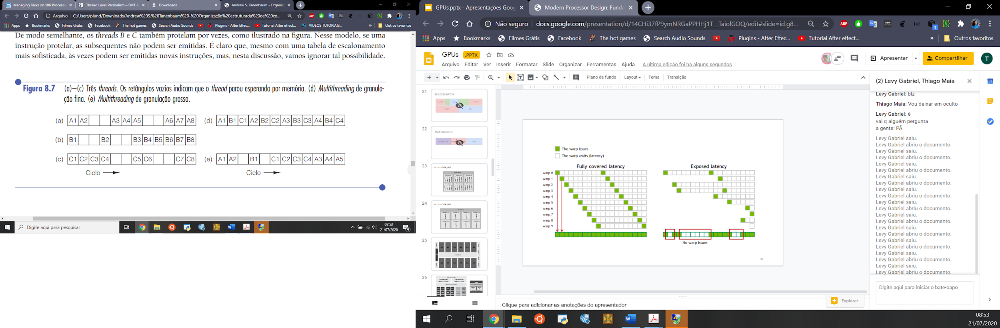 Managing Tasks on x86 Processo
Thread Level Parallelism – SMT a
Downloads
Andrew S. Tanenbaum - Organiza
Arquivo | C:/Users/plund/Downloads/Andrew%20S.%20Tanenbaum%20-%20Organização%20estruturada%20de%20co...
Apps Bookmarks Filmes Grátis Facebook The hot games Search Audio Sounds Plugins - After Effec... Tutorial After effect... VIDEOS TUTORIAIS... » Outros favoritos
De modo semelhante, os threads B e C também protelam por vezes, como ilustrado na figura. Nesse modelo, se uma
instrução protelar, as subsequentes não podem ser emitidas. É claro que, mesmo com uma tabela de escalonamento
mais sofisticada, às vezes podem ser emitidas novas instruções, mas, nesta discussão, vamos ignorar tal possibilidade.
Figura 8.7 (a)–(c) Três threads. Os retângulos vazios indicam que o thread parou esperando por memória. (d) Multithreading de granula-
ção fina. (e) Multithreading de granulação grossa.
(a) A1 A2 A3 A4 A5 A6 A7 A8 (d) A1 B1 C1 A2 B2 C2 A3 B3 C3 A4 B4 C4
(b) B1 B2 B3 B4 B5 B6 B7 B8
(c) C1 C2 C3 C4 C5 C6 C7 C8 (e) A1 A2 B1 C1 C2 C3 C4 A3 A4 A5
Ciclo Ciclo
Digite aqui para pesquisar
08:53
21/07/2020
4
GPUs.pptx - Apresentações Goog
Modern Processor Design: Funda
Não seguro | docs.google.com/presentation/d/14CHi37fP9ymNRGaPPHHj1T__TaiolGOQ/edit#slide=id.g8...
Apps Bookmarks Filmes Grátis Facebook The hot games Search Audio Sounds Plugins - After Effec... Tutorial After effect... » Outros favoritos
GPUs .PPTX
Arquivo Editar Ver Inserir Formatar Slide Organizar Ferramentas Ajuda A última edição foi há alguns segundos
Apresentar
Compartilhar
T
Plano de fundo Layout Tema Transição
21
TSS DESCRIPTOR
22
TASK REGISTER
23
CUDA_GPU
24
CUDA_GPU
25
26
The warp issues
The warp waits (latency)
Fully covered latency Exposed latency
warp 0
warp 1
warp 2
warp 3
warp 4
warp 5
warp 6
warp 7
warp 8
warp 9
No warp issues
30
Clique para adicionar as anotações do apresentador
Explorar
(2) Levy Gabriel, Thiago Maia
Levy Gabriel: blz
Thiago Maia: Vou deixar em oculto
Levy Gabriel: é
vai q alguém pergunta
a gente: PÃ
Levy Gabriel saiu.
Levy Gabriel abriu o documento.
Levy Gabriel saiu.
Levy Gabriel abriu o documento.
Levy Gabriel saiu.
Levy Gabriel abriu o documento.
Levy Gabriel saiu.
Levy Gabriel abriu o documento.
Levy Gabriel saiu.
Levy Gabriel abriu o documento.
Levy Gabriel saiu.
Levy Gabriel abriu o documento.
Levy Gabriel saiu.
Levy Gabriel abriu o documento.
Levy Gabriel saiu.
Levy Gabriel abriu o documento.
Levy Gabriel saiu.
Levy Gabriel abriu o documento.
Levy Gabriel saiu.
Levy Gabriel abriu o documento.
Levy Gabriel saiu.
Levy Gabriel abriu o documento.
Digite aqui para iniciar o bate-papo
08:53
21/07/2020